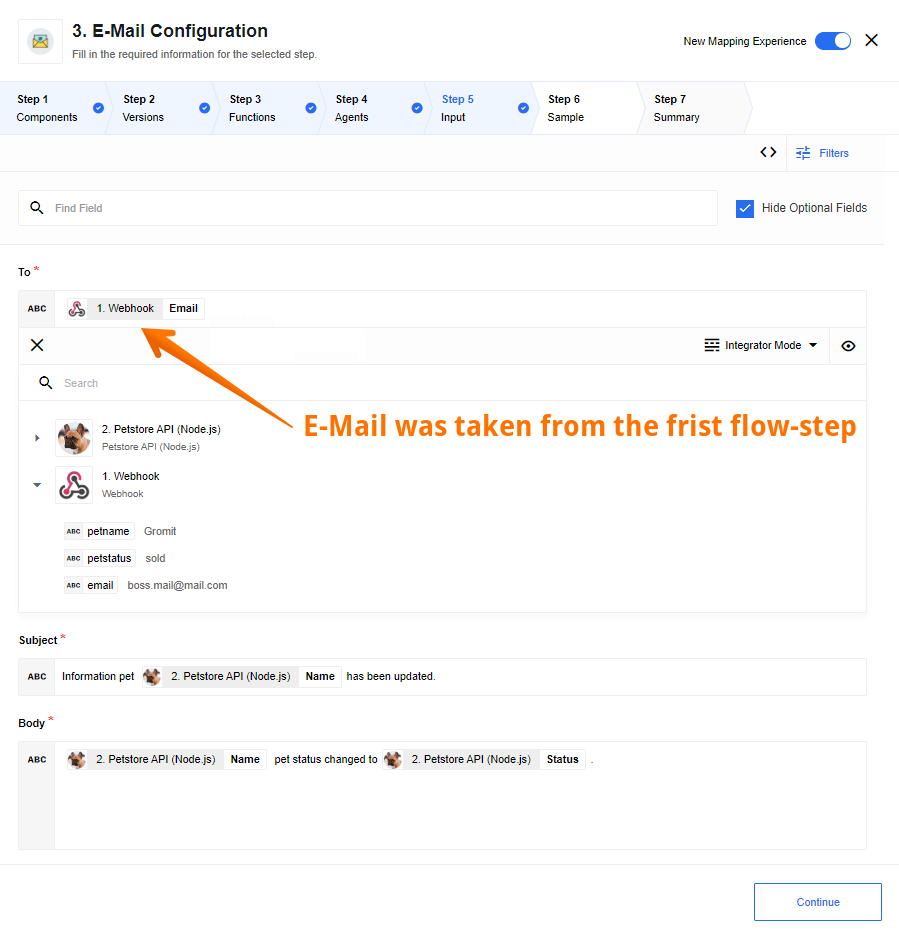 3. E-Mail Configuration
Fill in the required information for the selected step.
New Mapping Experience
Step 1
Components
Step 2
Versions
Step 3
Functions
Step 4
Agents
Step 5
Input
Step 6
Sample
Step 7
Summary
Filters
Find Field
Hide Optional Fields
To *
ABC 1. Webhook Email
Integrator Mode
Search
2. Petstore API (Node.js)
Petstore API (Node.js)
E-Mail was taken from the frist flow-step
1. Webhook
Webhook
ABC petname Gromit
ABC petstatus sold
ABC email boss.mail@mail.com
Subject *
ABC Information pet 2. Petstore API (Node.js) Name has been updated.
Body *
ABC 2. Petstore API (Node.js) Name pet status changed to 2. Petstore API (Node.js) Status .
Continue